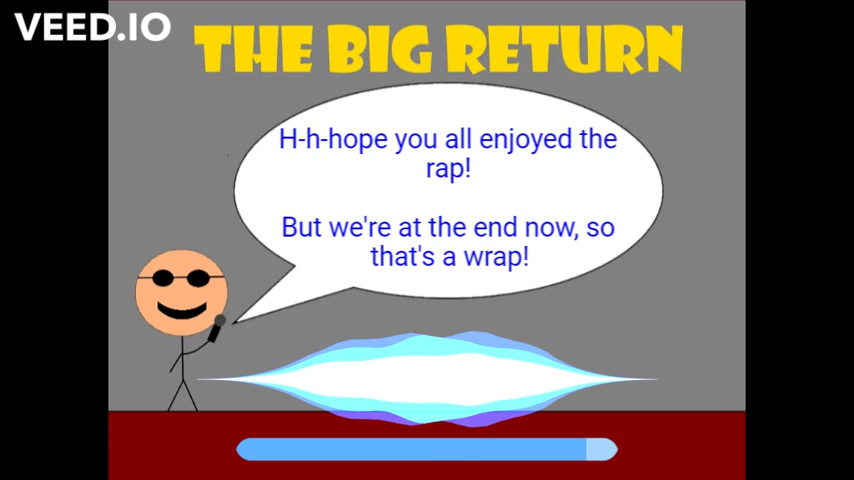 VEED.IO
THE BIG RETURN
H-h-hope you all enjoyed the
rap!
But we're at the end now, so
that's a wrap!